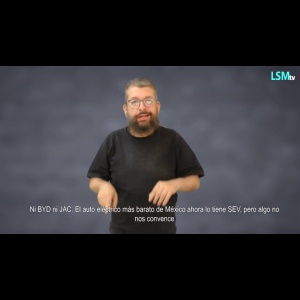 LSMtv
Ni BYD ni JAC. El auto eléctrico más barato de México ahora lo tiene SEV, pero algo no
nos convence